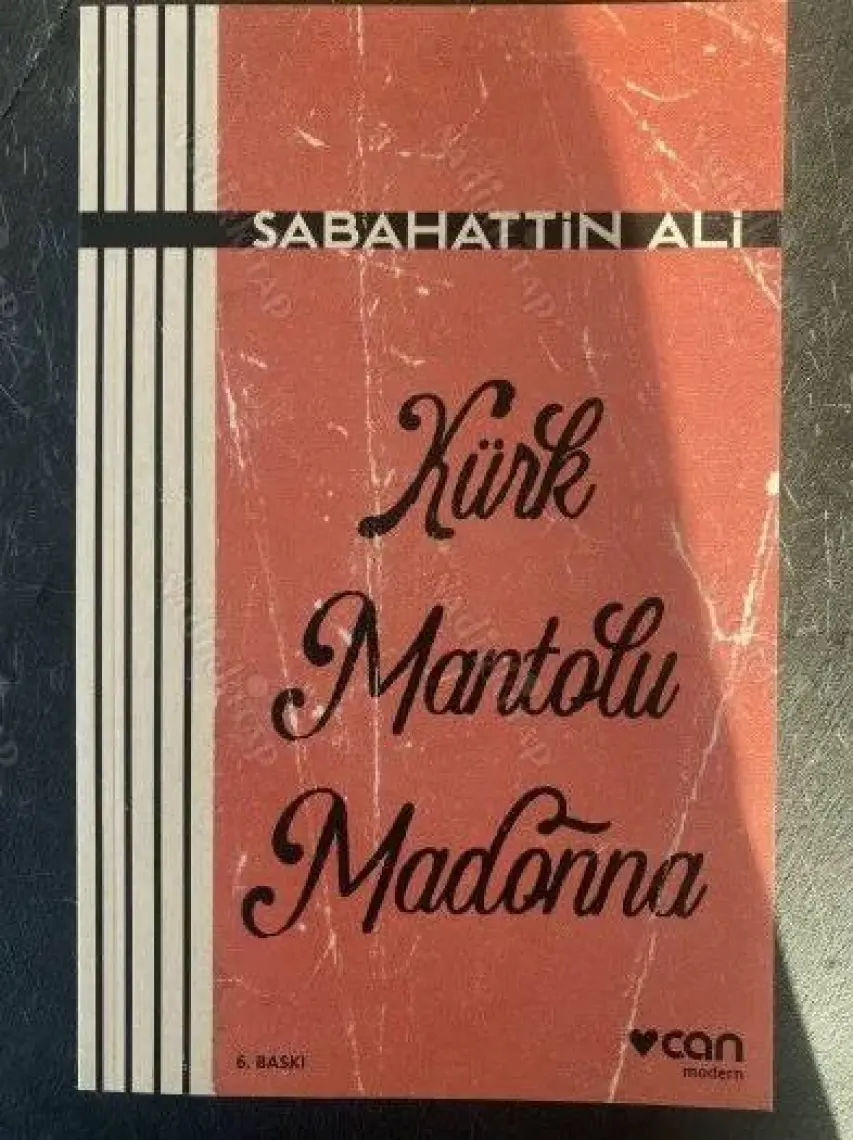 SABAHATTİN ALİ
Kürk
Mantolu
Madonna
6. BASKI
can
modern